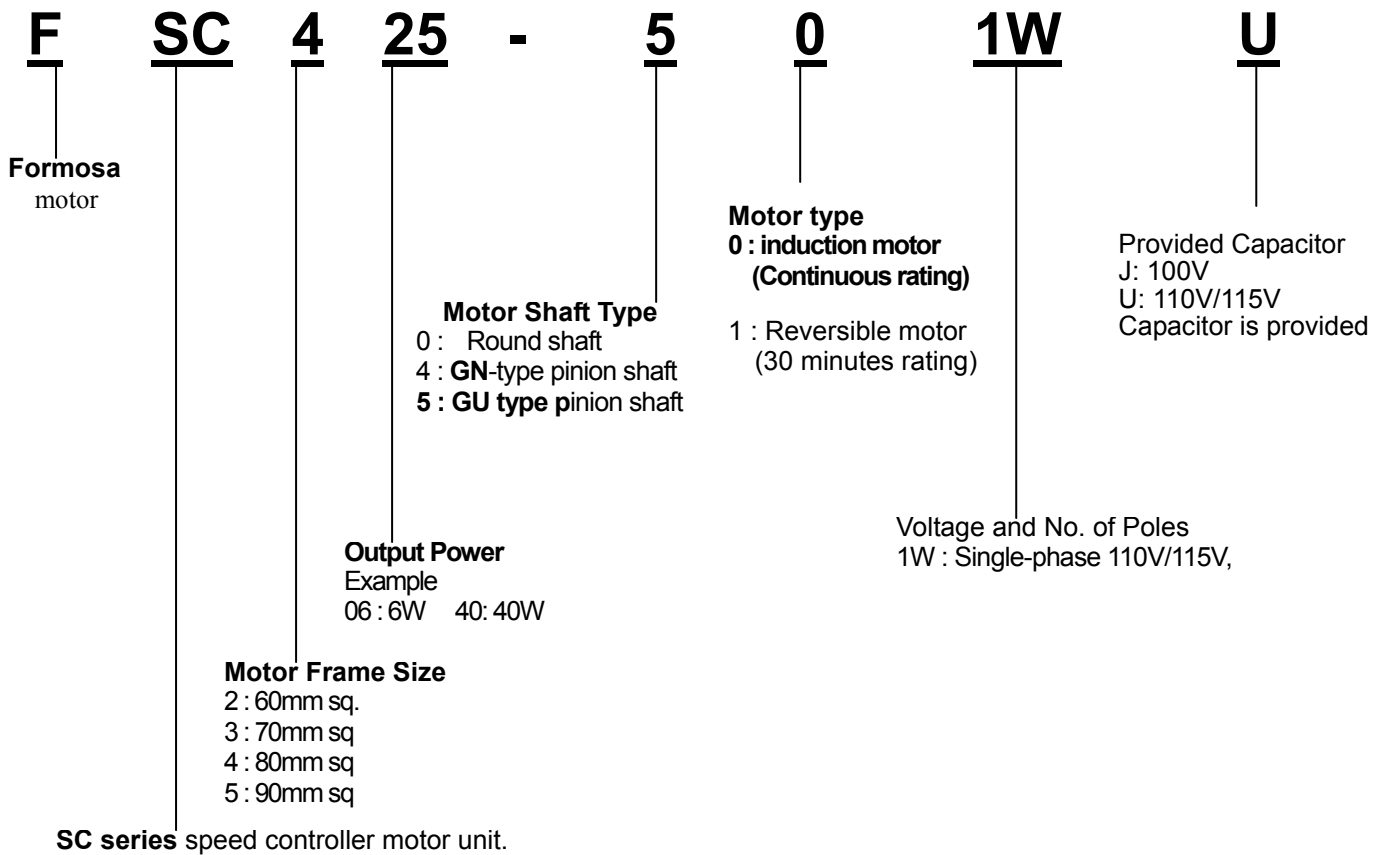 F SC 4 25 - 5 0 1W U
Formosa
motor
Motor type
0 : induction motor
(Continuous rating)
1 : Reversible motor
(30 minutes rating)
Provided Capacitor
J: 100V
U: 110V/115V
Capacitor is provided
Motor Shaft Type
0 : Round shaft
4 : GN-type pinion shaft
5 : GU type pinion shaft
Voltage and No. of Poles
1W : Single-phase 110V/115V,
Output Power
Example
06 : 6W 40: 40W
Motor Frame Size
2 : 60mm sq.
3 : 70mm sq
4 : 80mm sq
5 : 90mm sq
SC series speed controller motor unit.